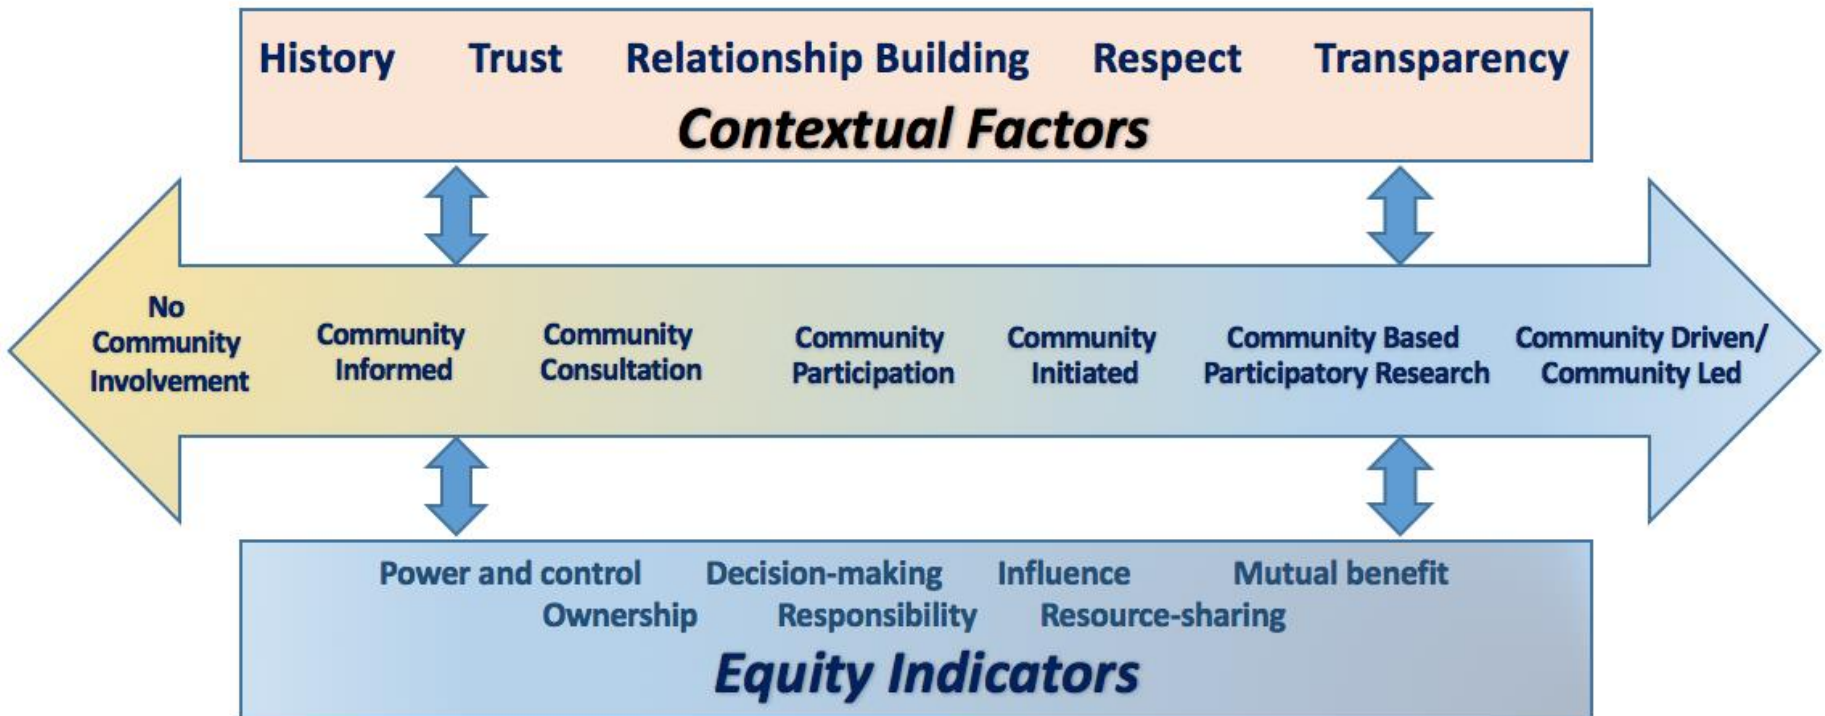 History Trust Relationship Building Respect Transparency
Contextual Factors
No
Community
Involvement
Community
Informed
Community
Consultation
Community
Participation
Community
Initiated
Community Based
Participatory Research
Community Driven/
Community Led
Power and control Decision-making Influence Mutual benefit
Ownership Responsibility Resource-sharing
Equity Indicators